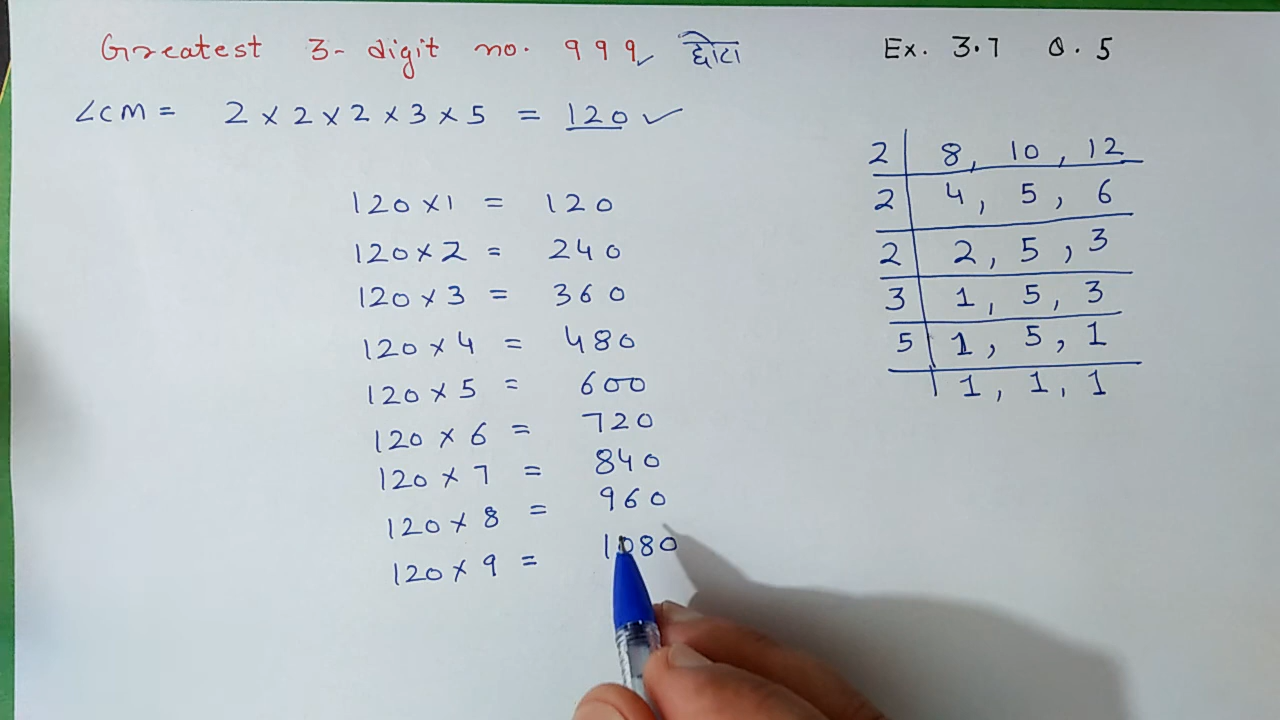 Greatest 3-digit no. 999✓ छोटा
Ex. 3.7 Q.5
LCM = 2 × 2 × 2 × 3 × 5 = 120 ✓
120 × 1 = 120
120 × 2 = 240
120 × 3 = 360
120 × 4 = 480
120 × 5 = 600
120 × 6 = 720
120 × 7 = 840
120 × 8 = 960
120 × 9 = 1080
2 | 8, 10, 12
2 | 4, 5, 6
2 | 2, 5, 3
3 | 1, 5, 3
5 | 1, 5, 1
| 1, 1, 1